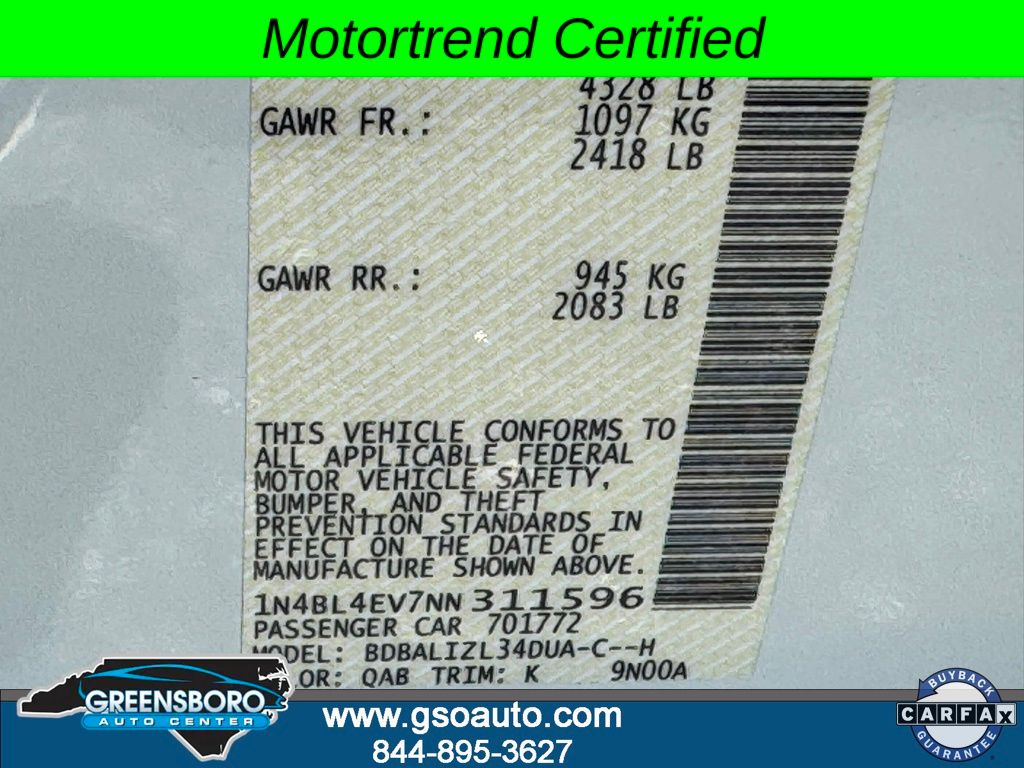 Motortrend Certified
4328 LB
GAWR FR.: 1097 KG
2418 LB
GAWR RR.: 945 KG
2083 LB
THIS VEHICLE CONFORMS TO
ALL APPLICABLE FEDERAL
MOTOR VEHICLE SAFETY,
BUMPER, AND THEFT
PREVENTION STANDARDS IN
EFFECT ON THE DATE OF
MANUFACTURE SHOWN ABOVE.
1N4BL4EV7NN311596
PASSENGER CAR 701772
MODEL: BDBALIZL34DUA-C--H
OR: QAB TRIM: K 9N00A
GREENSBORO
AUTO CENTER
www.gsoauto.com
844-895-3627
BUYBACK
CARFAX
GUARANTEE